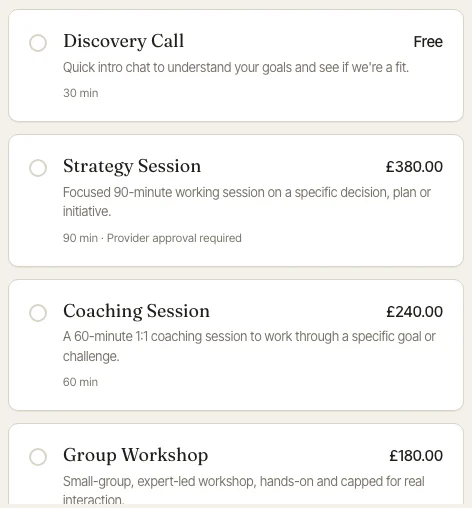 Discovery Call Free
Quick intro chat to understand your goals and see if we're a fit.
30 min
Strategy Session £380.00
Focused 90-minute working session on a specific decision, plan or
initiative.
90 min · Provider approval required
Coaching Session £240.00
A 60-minute 1:1 coaching session to work through a specific goal or
challenge.
60 min
Group Workshop £180.00
Small-group, expert-led workshop, hands-on and capped for real
interaction.